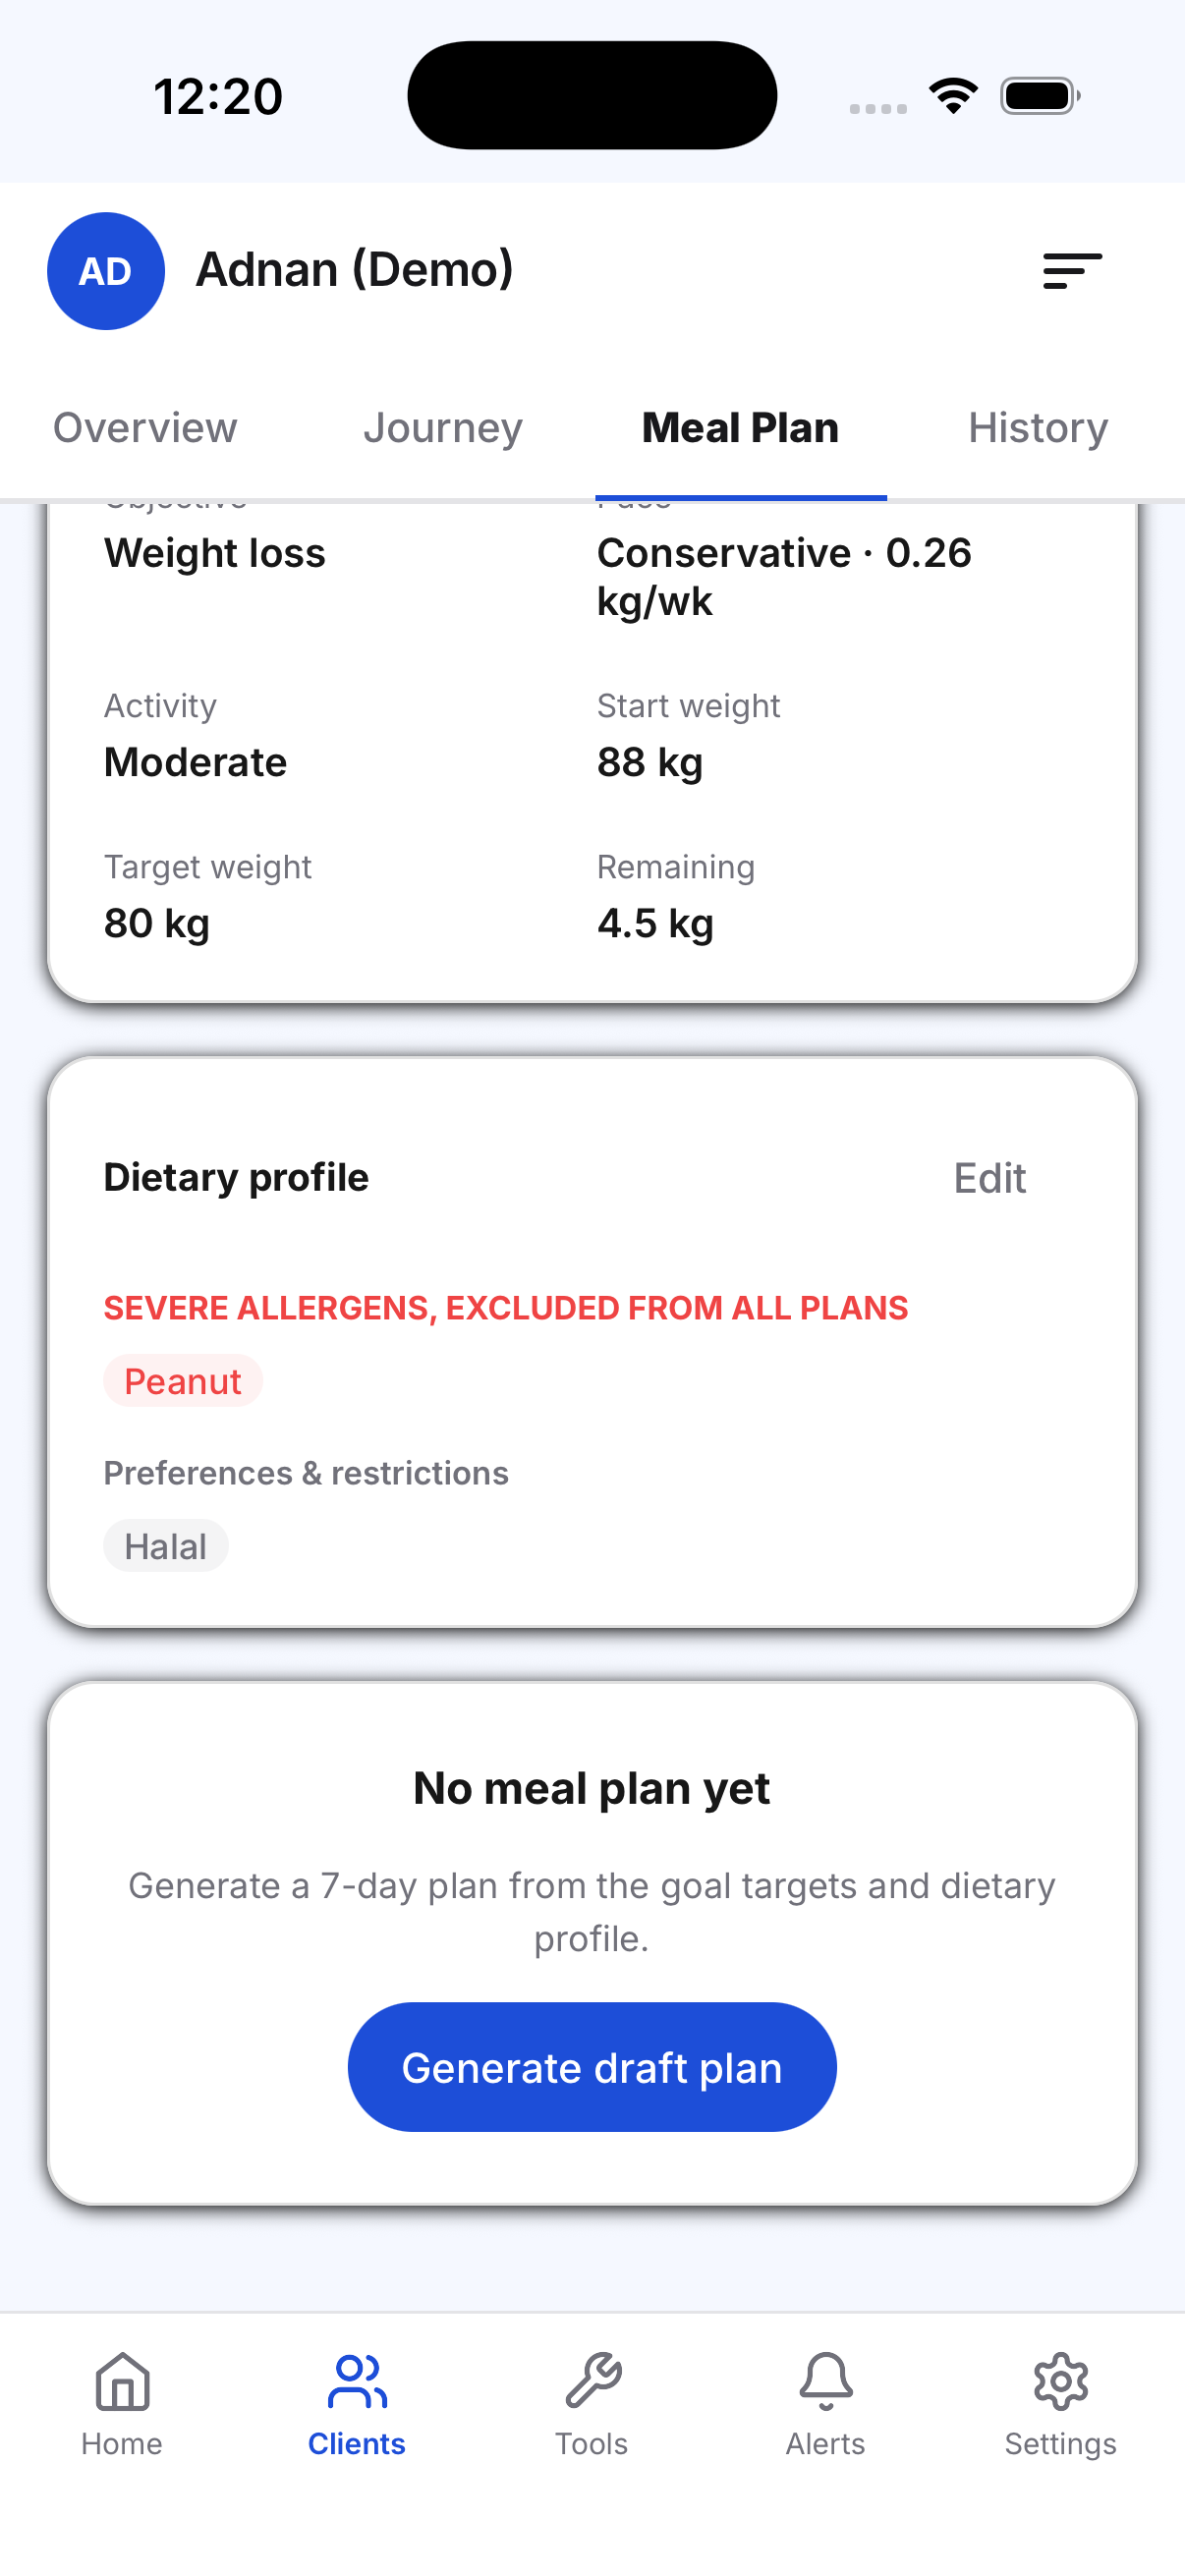 12:20
AD
Adnan (Demo)
Overview
Journey
Meal Plan
History
Objective
Pace
Weight loss
Conservative · 0.26
kg/wk
Activity
Start weight
Moderate
88 kg
Target weight
Remaining
80 kg
4.5 kg
Dietary profile
Edit
SEVERE ALLERGENS, EXCLUDED FROM ALL PLANS
Peanut
Preferences & restrictions
Halal
No meal plan yet
Generate a 7-day plan from the goal targets and dietary
profile.
Generate draft plan
Home
Clients
Tools
Alerts
Settings